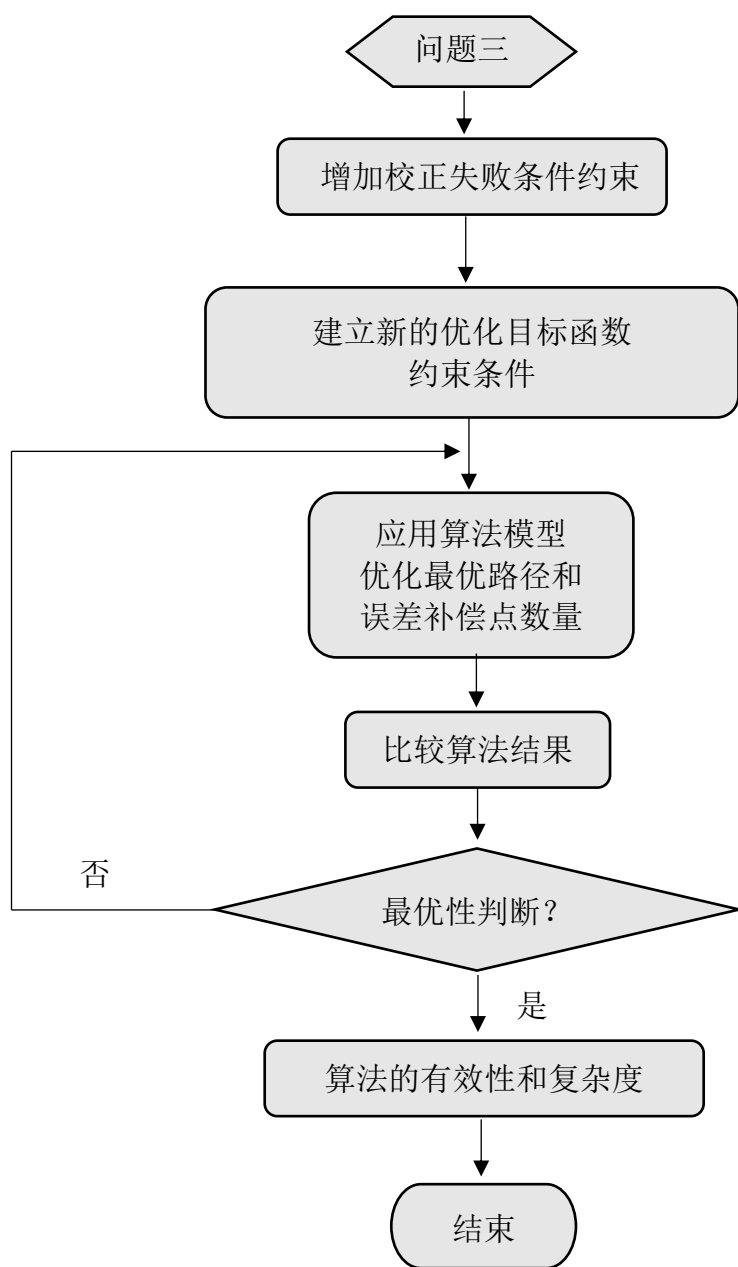 问题三
增加校正失败条件约束
建立新的优化目标函数
约束条件
应用算法模型
优化最优路径和
误差补偿点数量
比较算法结果
否
最优性判断？
是
算法的有效性和复杂度
结束